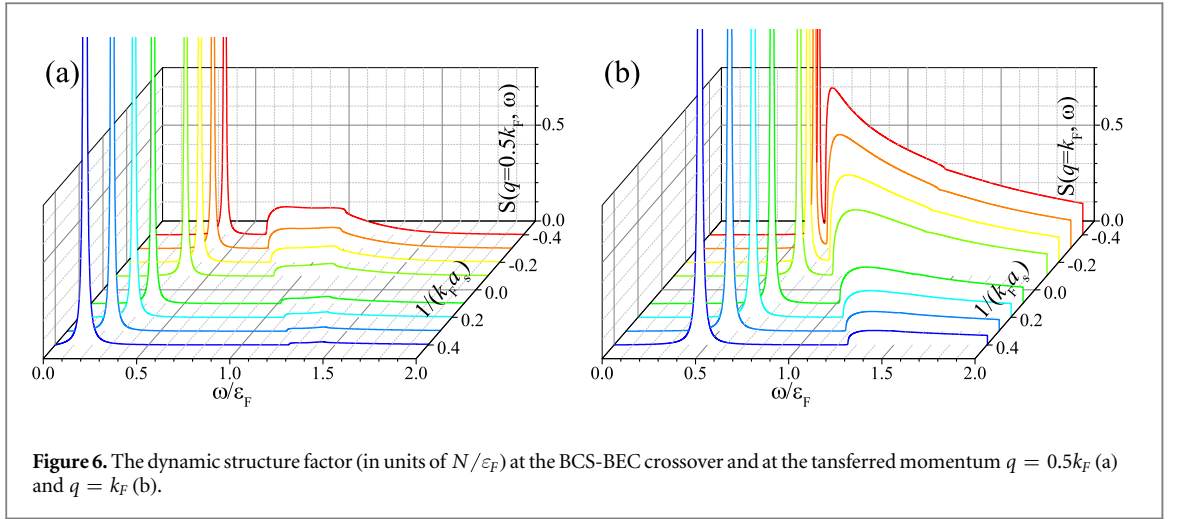 (a)
S(q=0.5k_F, ω)
0.5
0.0
-0.4
-0.2
0.0
0.2
0.4
1/(k_F a_s)
0.0 0.5 1.0 1.5 2.0
ω/ε_F
(b)
S(q=k_F, ω)
0.5
0.0
-0.4
-0.2
0.0
0.2
0.4
1/(k_F a_s)
0.0 0.5 1.0 1.5 2.0
ω/ε_F
Figure 6. The dynamic structure factor (in units of N/ε_F) at the BCS-BEC crossover and at the tansferred momentum q = 0.5k_F (a)
and q = k_F (b).